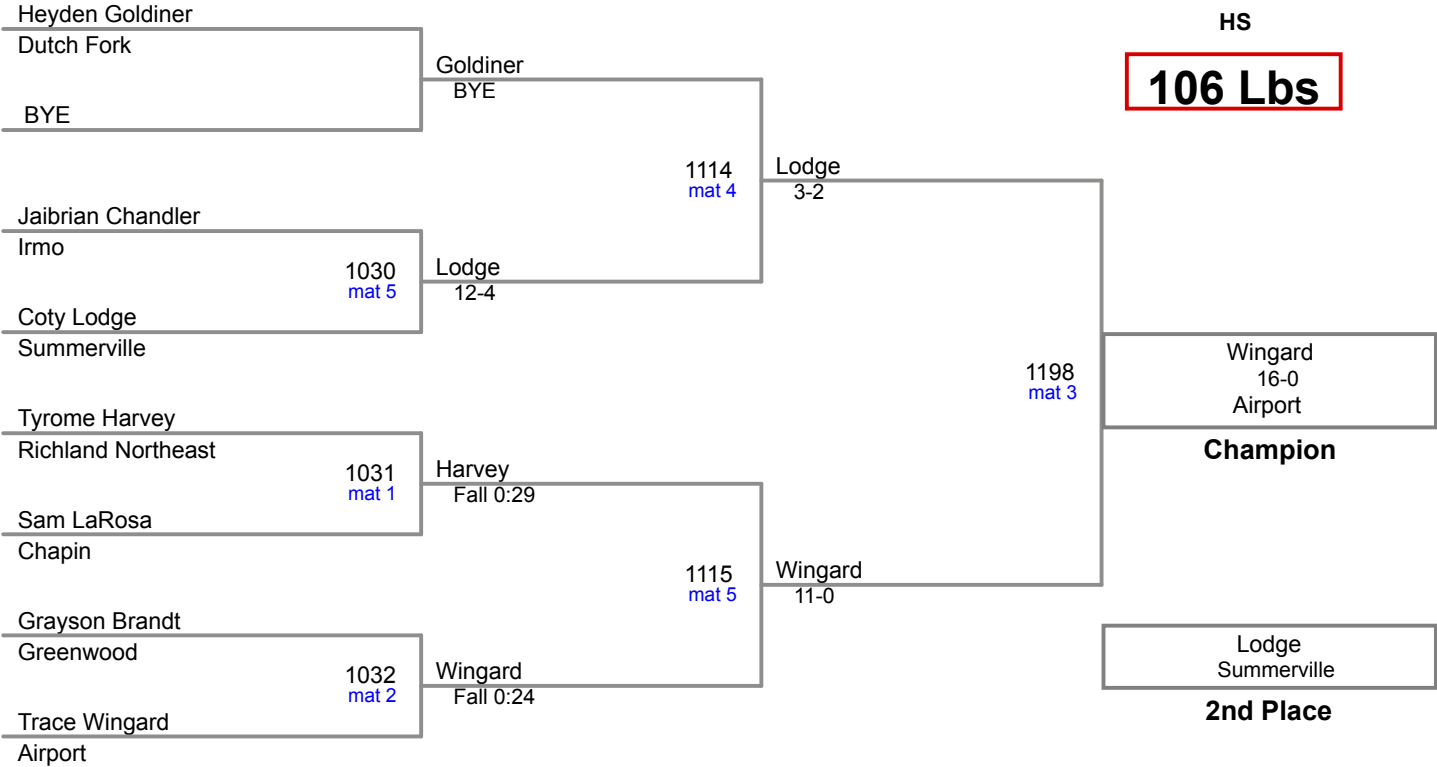 Heyden Goldiner
Dutch Fork
BYE
Jaibrian Chandler
Irmo
1030
mat 5
Coty Lodge
Summerville
Tyrome Harvey
Richland Northeast
1031
mat 1
Sam LaRosa
Chapin
Grayson Brandt
Greenwood
1032
mat 2
Trace Wingard
Airport
Goldiner
BYE
1114
mat 4
Lodge
12-4
Harvey
Fall 0:29
1115
mat 5
Wingard
Fall 0:24
Lodge
3-2
1198
mat 3
Wingard
11-0
HS
106 Lbs
Wingard
16-0
Airport
Champion
Lodge
Summerville
2nd Place